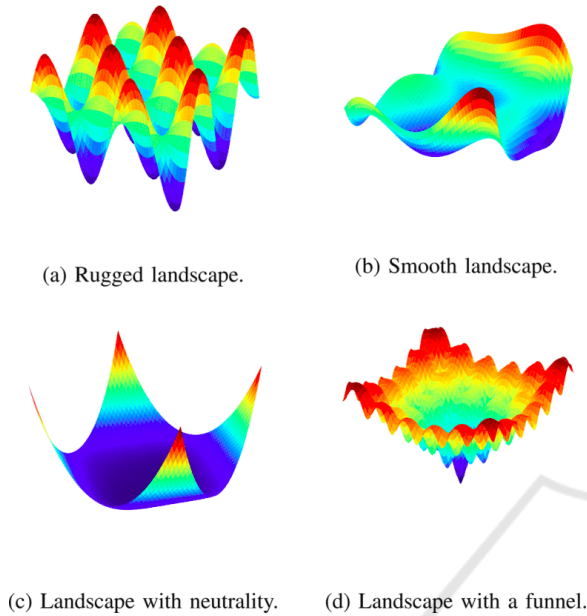 (a) Rugged landscape.
(b) Smooth landscape.
(c) Landscape with neutrality.
(d) Landscape with a funnel.